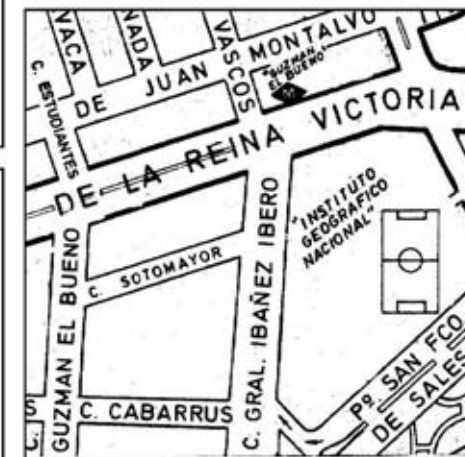 VACA
NADA
VASCOS
C. ESTUDIANTES
DE JUAN MONTALVO
"GUZMAN
EL BUENO"
M
DE LA REINA VICTORIA
GUZMAN EL BUENO
C. SOTOMAYOR
C. GRAL. IBAÑEZ IBERO
"INSTITUTO
GEOGRAFICO
NACIONAL"
Pº. SAN FCO.
DE SALES
S
C. CABARRUS
C.